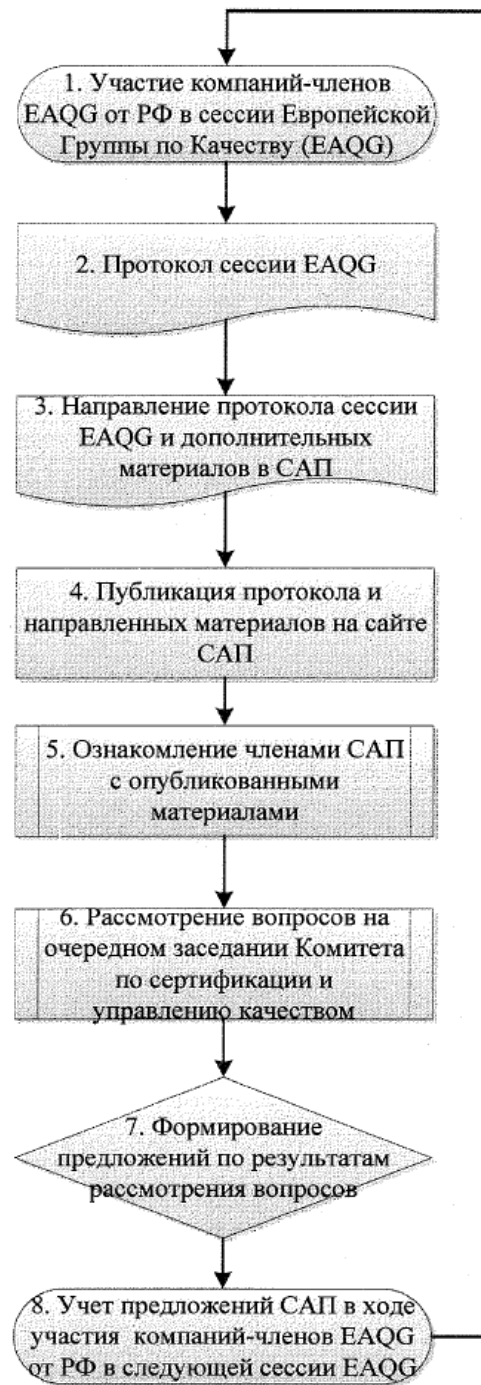 1. Участие компаний-членов
EAQG от РФ в сессии Европейской
Группы по Качеству (EAQG)
2. Протокол сессии EAQG
3. Направление протокола сессии
EAQG и дополнительных
материалов в САП
4. Публикация протокола и
направленных материалов на сайте
САП
5. Ознакомление членами САП
с опубликованными
материалами
6. Рассмотрение вопросов на
очередном заседании Комитета
по сертификации и
управлению качеством
7. Формирование
предложений по результатам
рассмотрения вопросов
8. Учет предложений САП в ходе
участия компаний-членов EAQG
от РФ в следующей сессии EAQG